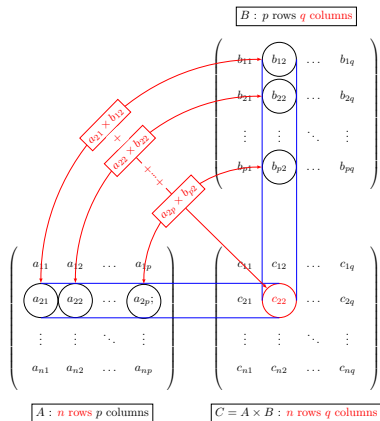 B : p rows q columns
b11 b12 … b1q
b21 b22 … b2q
⋮ ⋮ ⋱ ⋮
bp1 bp2 … bpq
a21 × b12
+
a22 × b22
+ ⋯ +
a2p × bp2
a11 a12 … a1p
a21 a22 … a2p;
⋮ ⋮ ⋱ ⋮
an1 an2 … anp
c11 c12 … c1q
c21 c22 … c2q
⋮ ⋮ ⋱ ⋮
cn1 cn2 … cnq
A : n rows p columns
C = A × B : n rows q columns